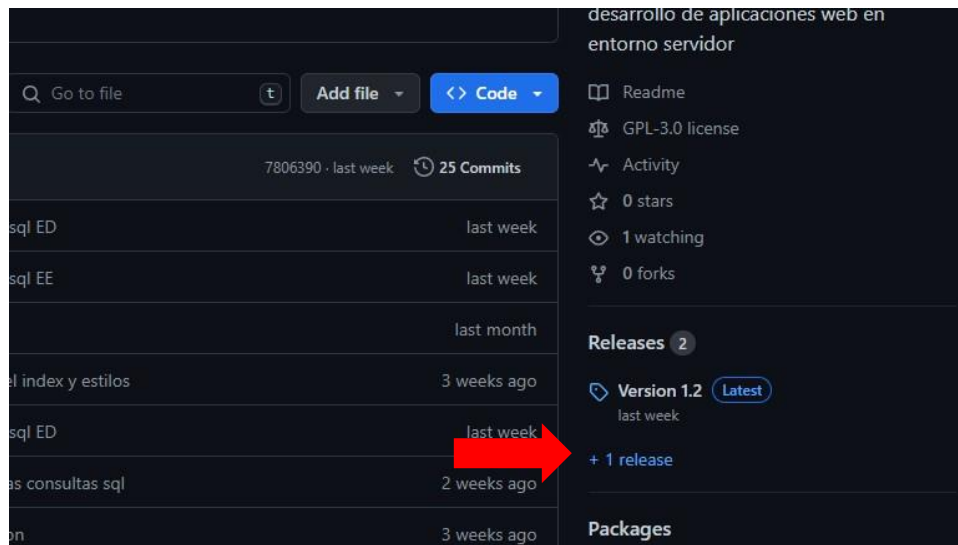 desarrollo de aplicaciones web en
entorno servidor
Go to file t Add file <> Code
Readme
GPL-3.0 license
7806390 · last week 25 Commits
Activity
0 stars
sql ED last week
1 watching
sql EE last week
0 forks
last month
Releases 2
el index y estilos 3 weeks ago
Version 1.2 Latest
last week
sql ED last week
+ 1 release
as consultas sql 2 weeks ago
Packages
on 3 weeks ago